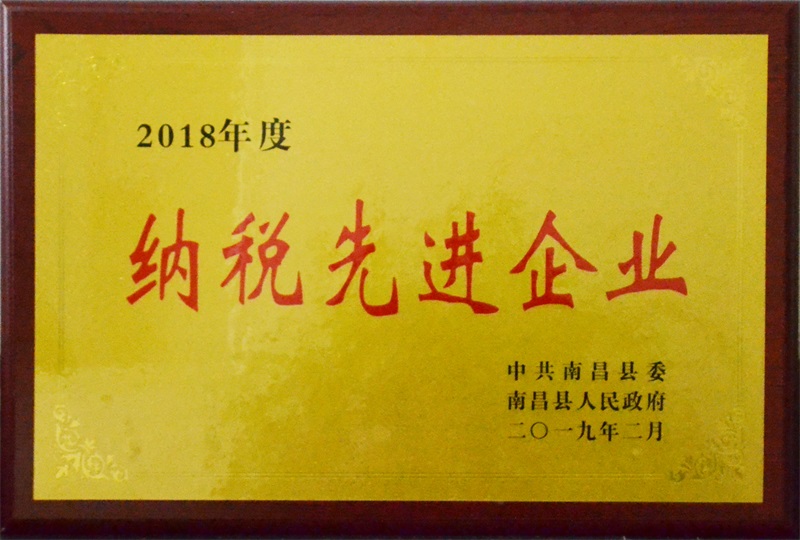 2018年度
纳税先进企业
中共南昌县委
南昌县人民政府
二〇一九年二月